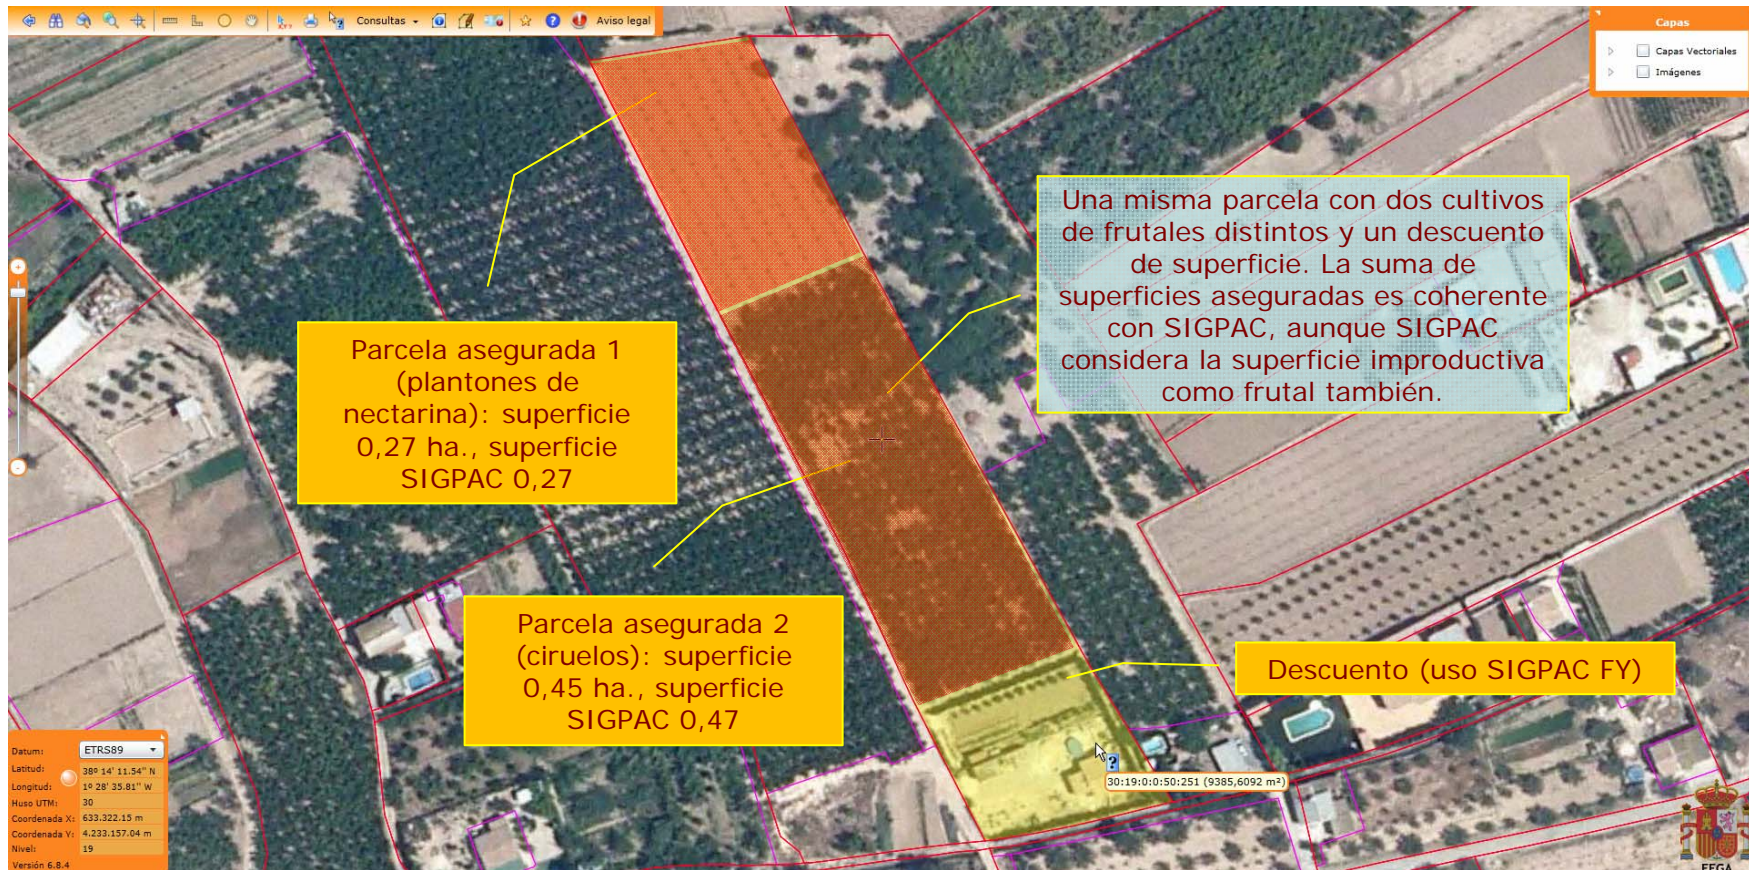 Consultas
Aviso legal
Capas
Capas Vectoriales
Imágenes
Una misma parcela con dos cultivos
de frutales distintos y un descuento
de superficie. La suma de
superficies aseguradas es coherente
con SIGPAC, aunque SIGPAC
considera la superficie improductiva
como frutal también.
Parcela asegurada 1
(plantones de
nectarina): superficie
0,27 ha., superficie
SIGPAC 0,27
Parcela asegurada 2
(ciruelos): superficie
0,45 ha., superficie
SIGPAC 0,47
Descuento (uso SIGPAC FY)
30:19:0:0:50:251 (9385,6092 m²)
Datum: ETRS89
Latitud: 38º 14' 11.54'' N
Longitud: 1º 28' 35.81'' W
Huso UTM: 30
Coordenada X: 633.322.15 m
Coordenada Y: 4.233.157.04 m
Nivel: 19
Versión 6.8.4
FEGA